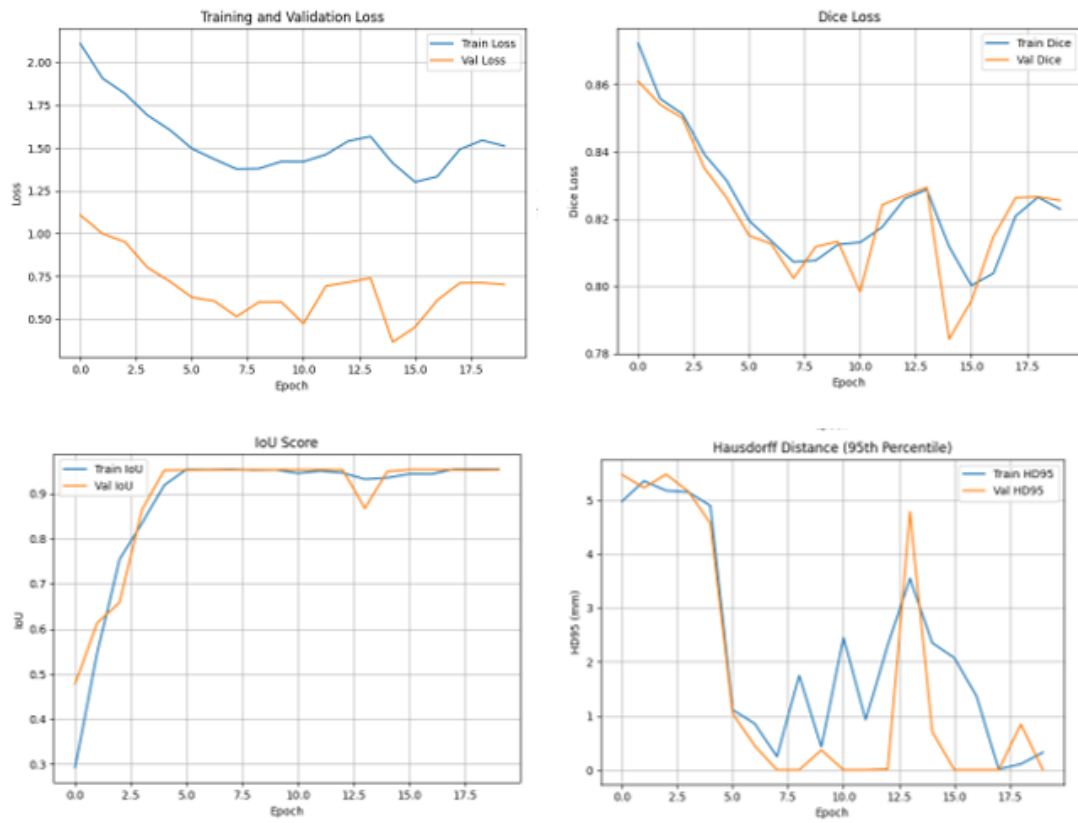 Training and Validation Loss
Train Loss
Val Loss
2.00
1.75
1.50
1.25
1.00
0.75
0.50
Loss
0.0 2.5 5.0 7.5 10.0 12.5 15.0 17.5
Epoch
Dice Loss
Train Dice
Val Dice
0.86
0.84
0.82
0.80
0.78
Dice Loss
0.0 2.5 5.0 7.5 10.0 12.5 15.0 17.5
Epoch
IoU Score
Train IoU
Val IoU
0.9
0.8
0.7
0.6
0.5
0.4
0.3
IoU
0.0 2.5 5.0 7.5 10.0 12.5 15.0 17.5
Epoch
Hausdorff Distance (95th Percentile)
Train HD95
Val HD95
5
4
3
2
1
0
HD95 (mm)
0.0 2.5 5.0 7.5 10.0 12.5 15.0 17.5
Epoch